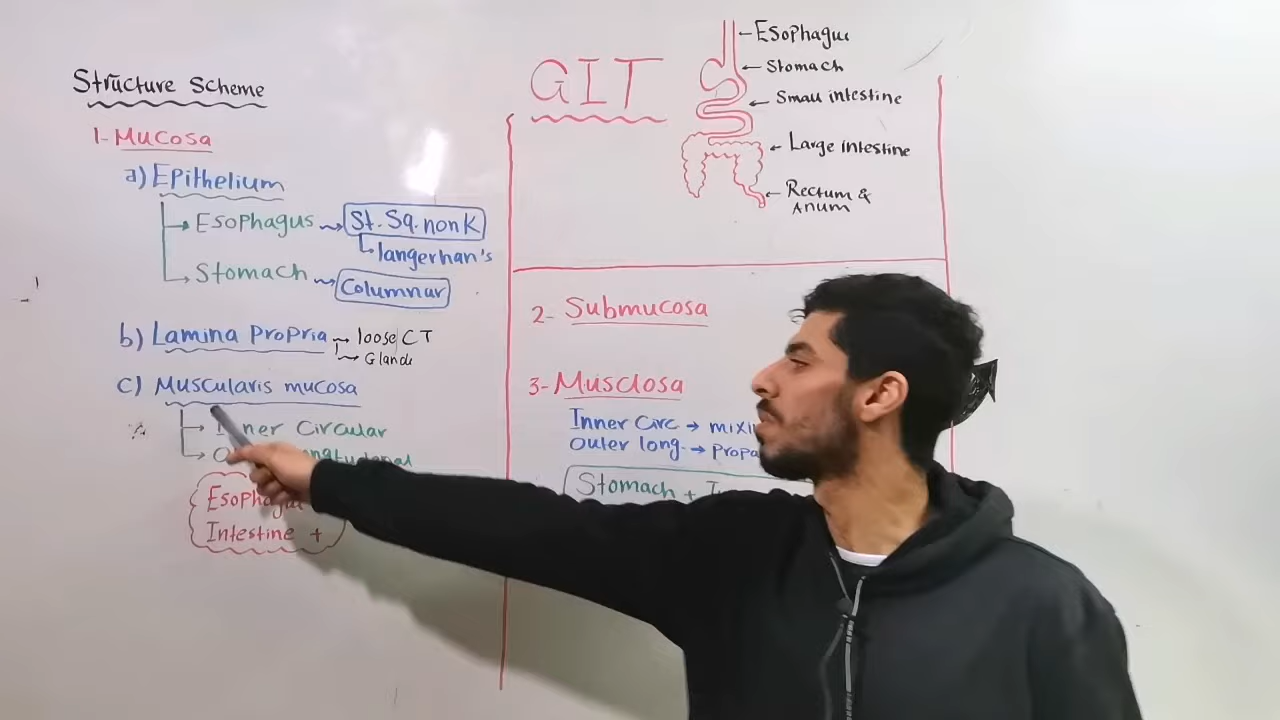 Structure Scheme
1- Mucosa
a) Epithelium
Esophagus St. Sq. non K
langerhan's
Stomach Columnar
b) Lamina Propria loose CT
Glands
c) Muscularis mucosa
Inner Circular
Intestine +
GIT
Esophagus
Stomach
Small intestine
Large intestine
Rectum &
Anum
2- Submucosa
3- Musclosa
Inner Circ → 
Outer long. → 
Stomach +